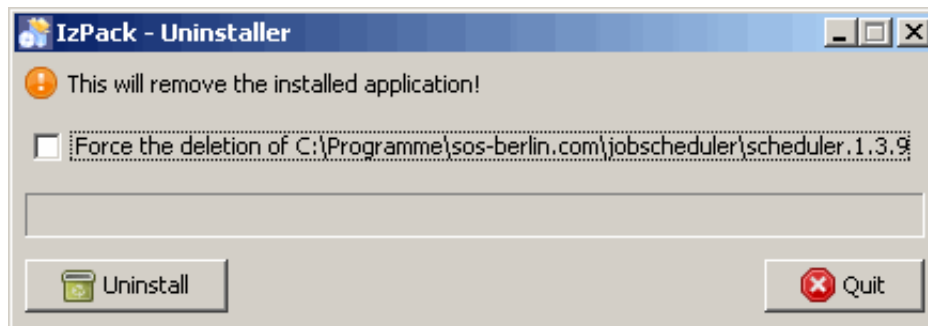 IzPack - Uninstaller
This will remove the installed application!
Force the deletion of C:\Programme\sos-berlin.com\jobscheduler\scheduler.1.3.9
Uninstall
Quit